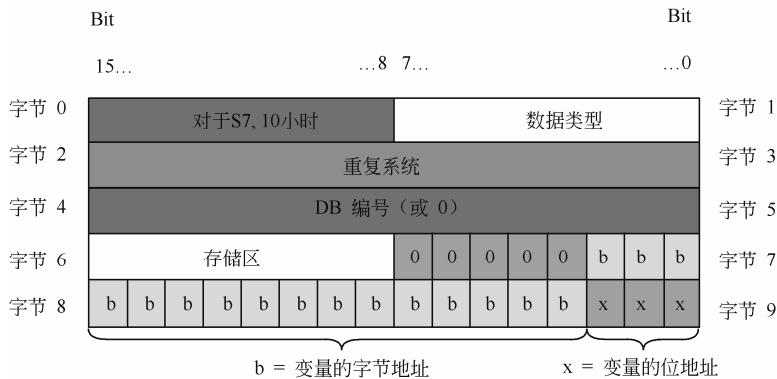 Bit Bit
15... ...8 7... ...0
字节 0 对于S7, 10小时 数据类型 字节 1
字节 2 重复系统 字节 3
字节 4 DB 编号（或 0） 字节 5
字节 6 存储区 0 0 0 0 0 b b b 字节 7
字节 8 b b b b b b b b b b b b b x x x 字节 9
b = 变量的字节地址 x = 变量的位地址